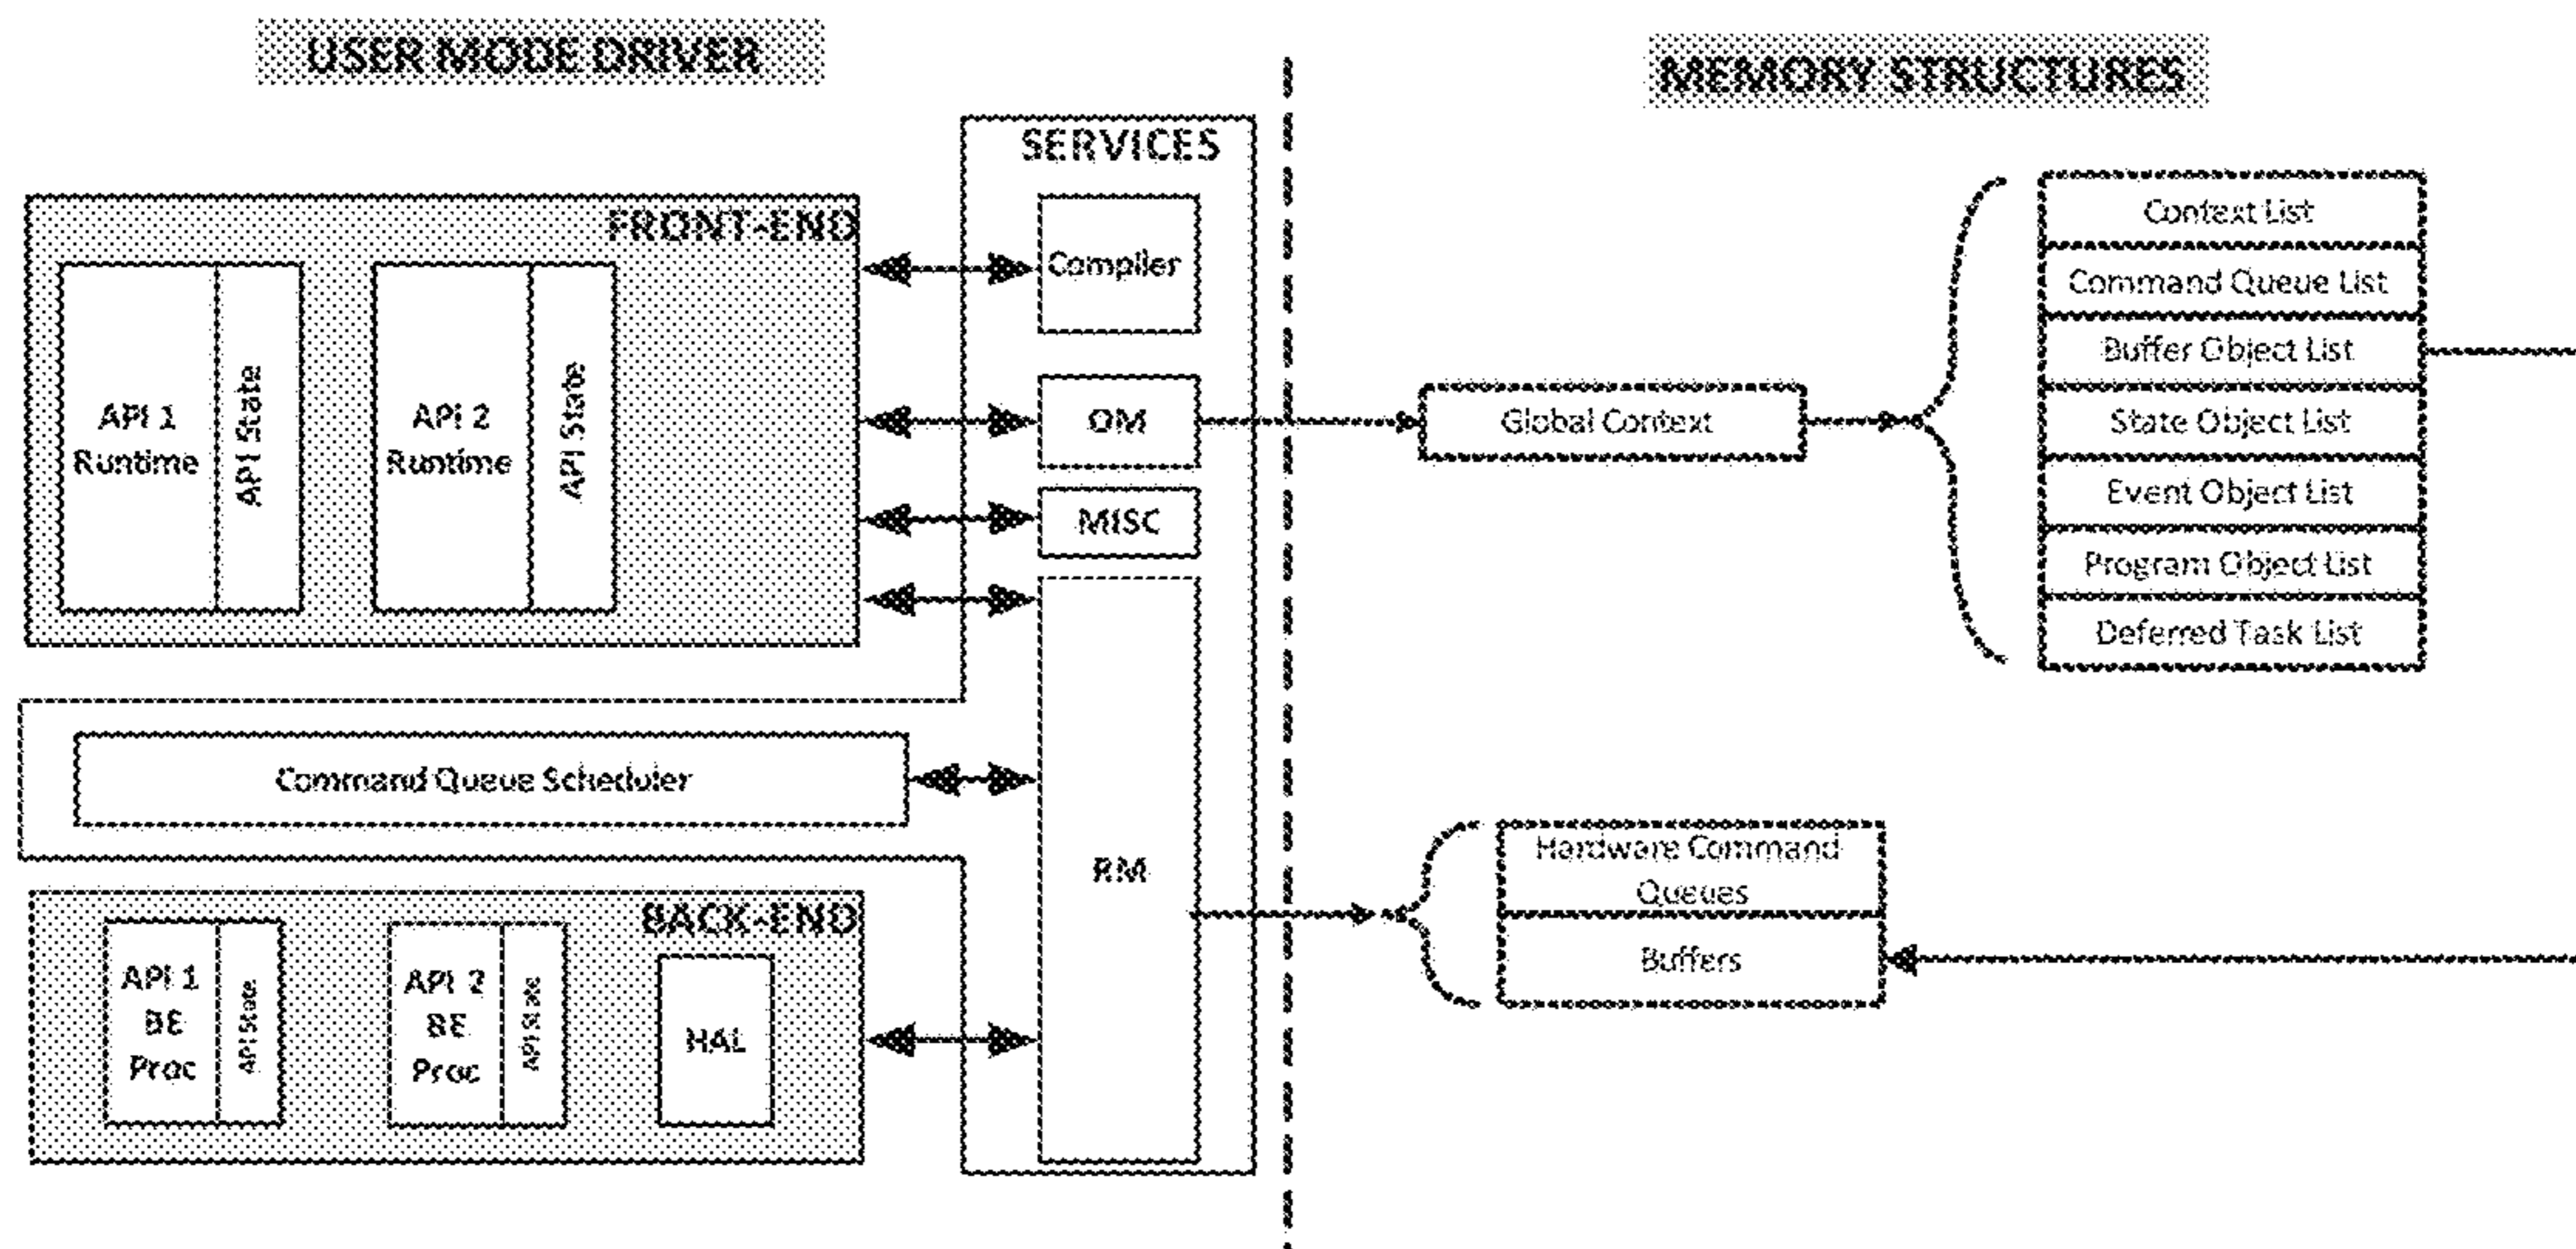 USER MODE DRIVER
MEMORY STRUCTURES
SERVICES
FRONT-END
API 1
Runtime
API State
API 2
Runtime
API State
Compiler
OM
MISC
RM
Command Queue Scheduler
BACK-END
API 1
BE
Proc
API State
API 2
BE
Proc
API State
HAL
Global Context
Context List
Command Queue List
Buffer Object List
State Object List
Event Object List
Program Object List
Deferred Task List
Hardware Command
Queues
Buffers